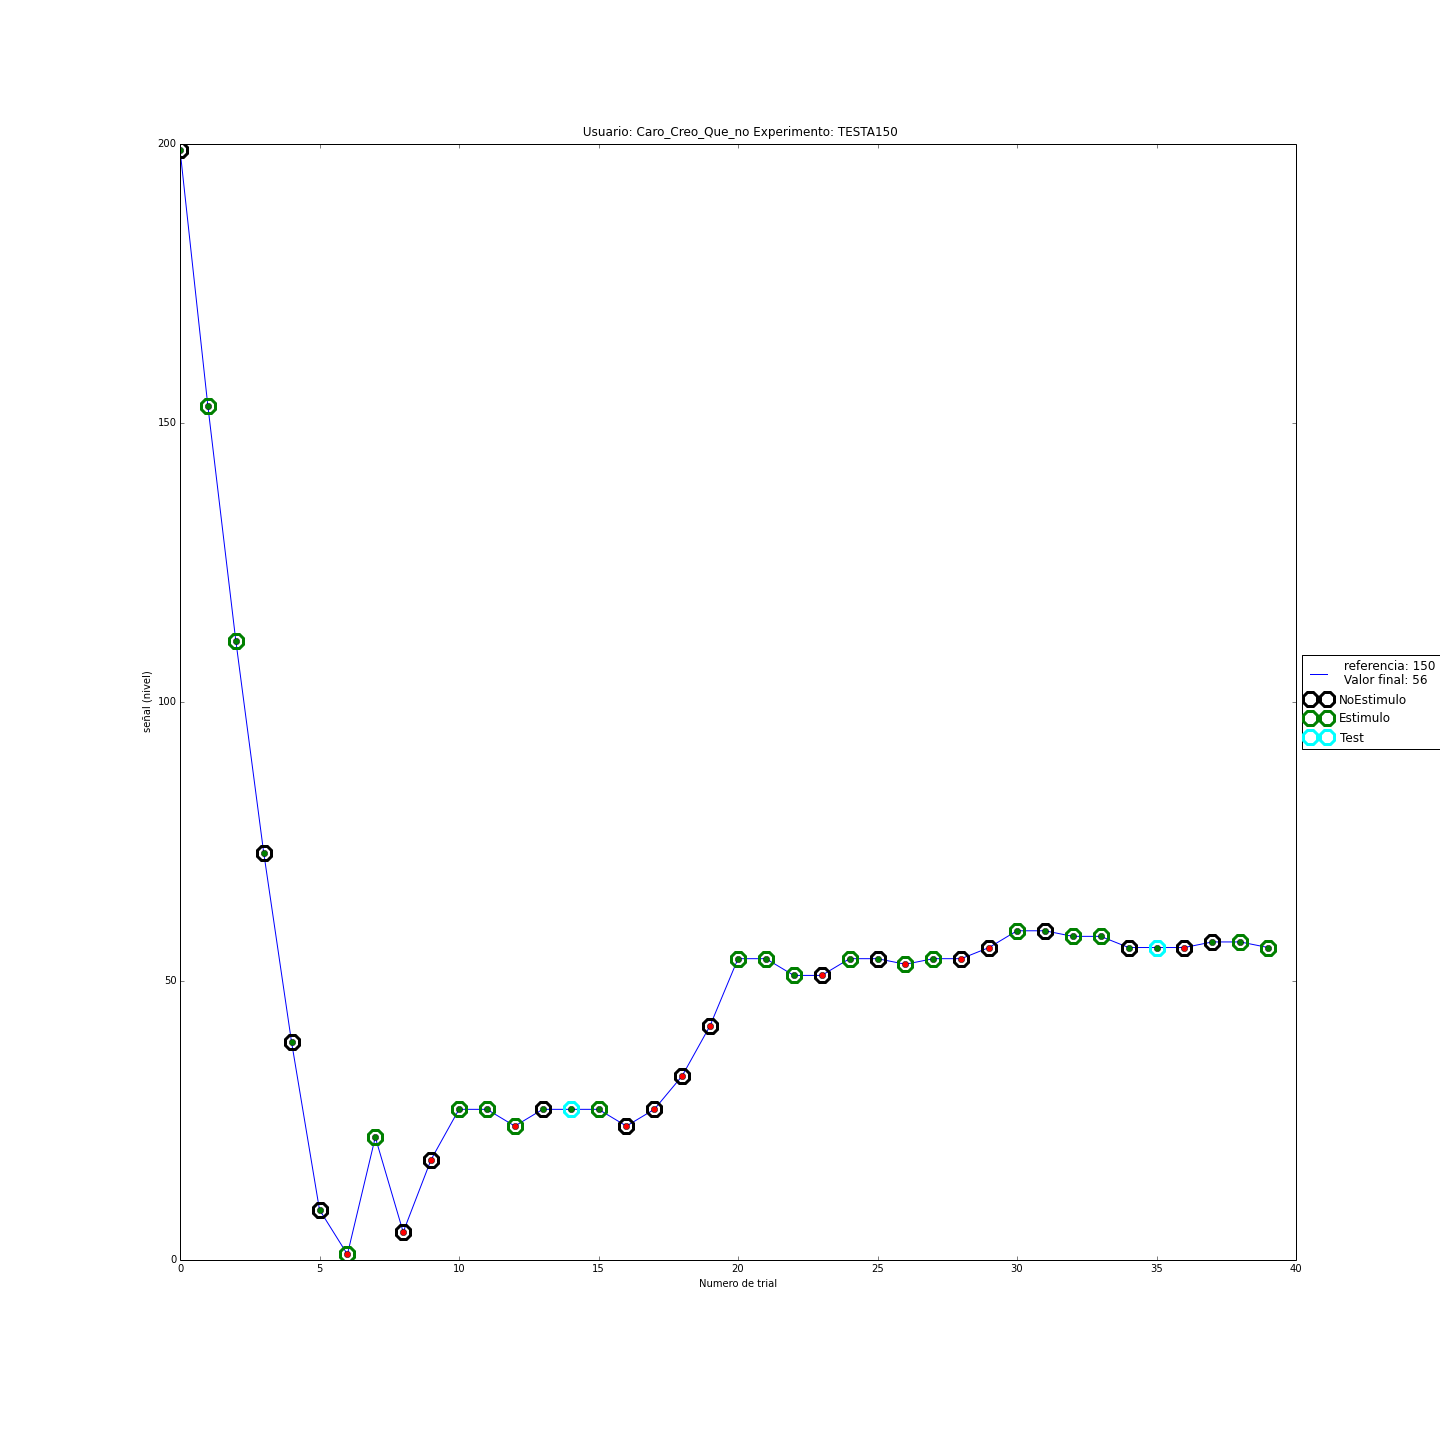 Usuario: Caro_Creo_Que_no Experimento: TESTA150
200
150
100
50
0
señal (nivel)
0 5 10 15 20 25 30 35 40
Numero de trial
referencia: 150
Valor final: 56
NoEstimulo
Estimulo
Test